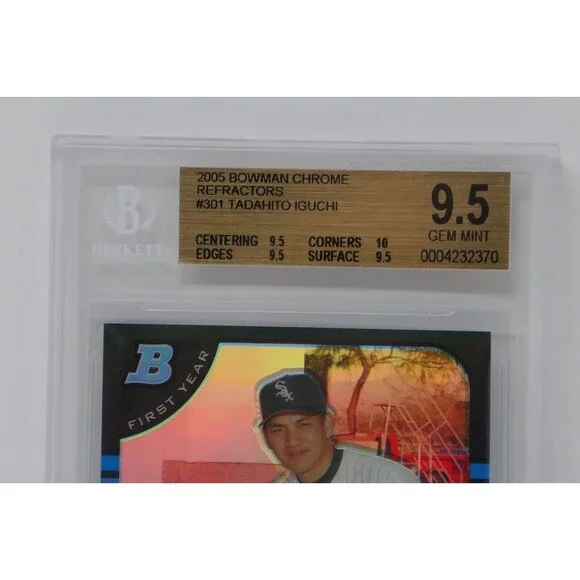 2005 BOWMAN CHROME
REFRACTORS
#301 TADAHITO IGUCHI
CENTERING 9.5 CORNERS 10
EDGES 9.5 SURFACE 9.5
9.5
GEM MINT
0004232370
B
BECKETT
B
FIRST YEAR
SOX